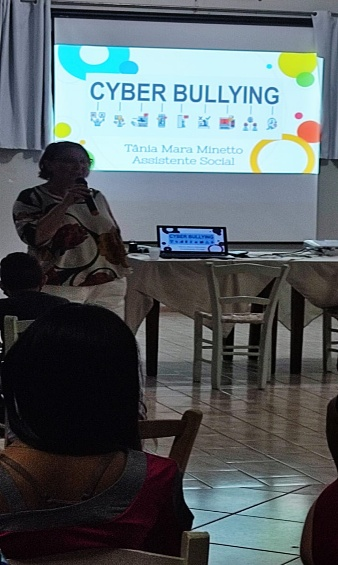 CYBER BULLYING
Tânia Mara Minetto
Assistente Social
CYBER BULLYING